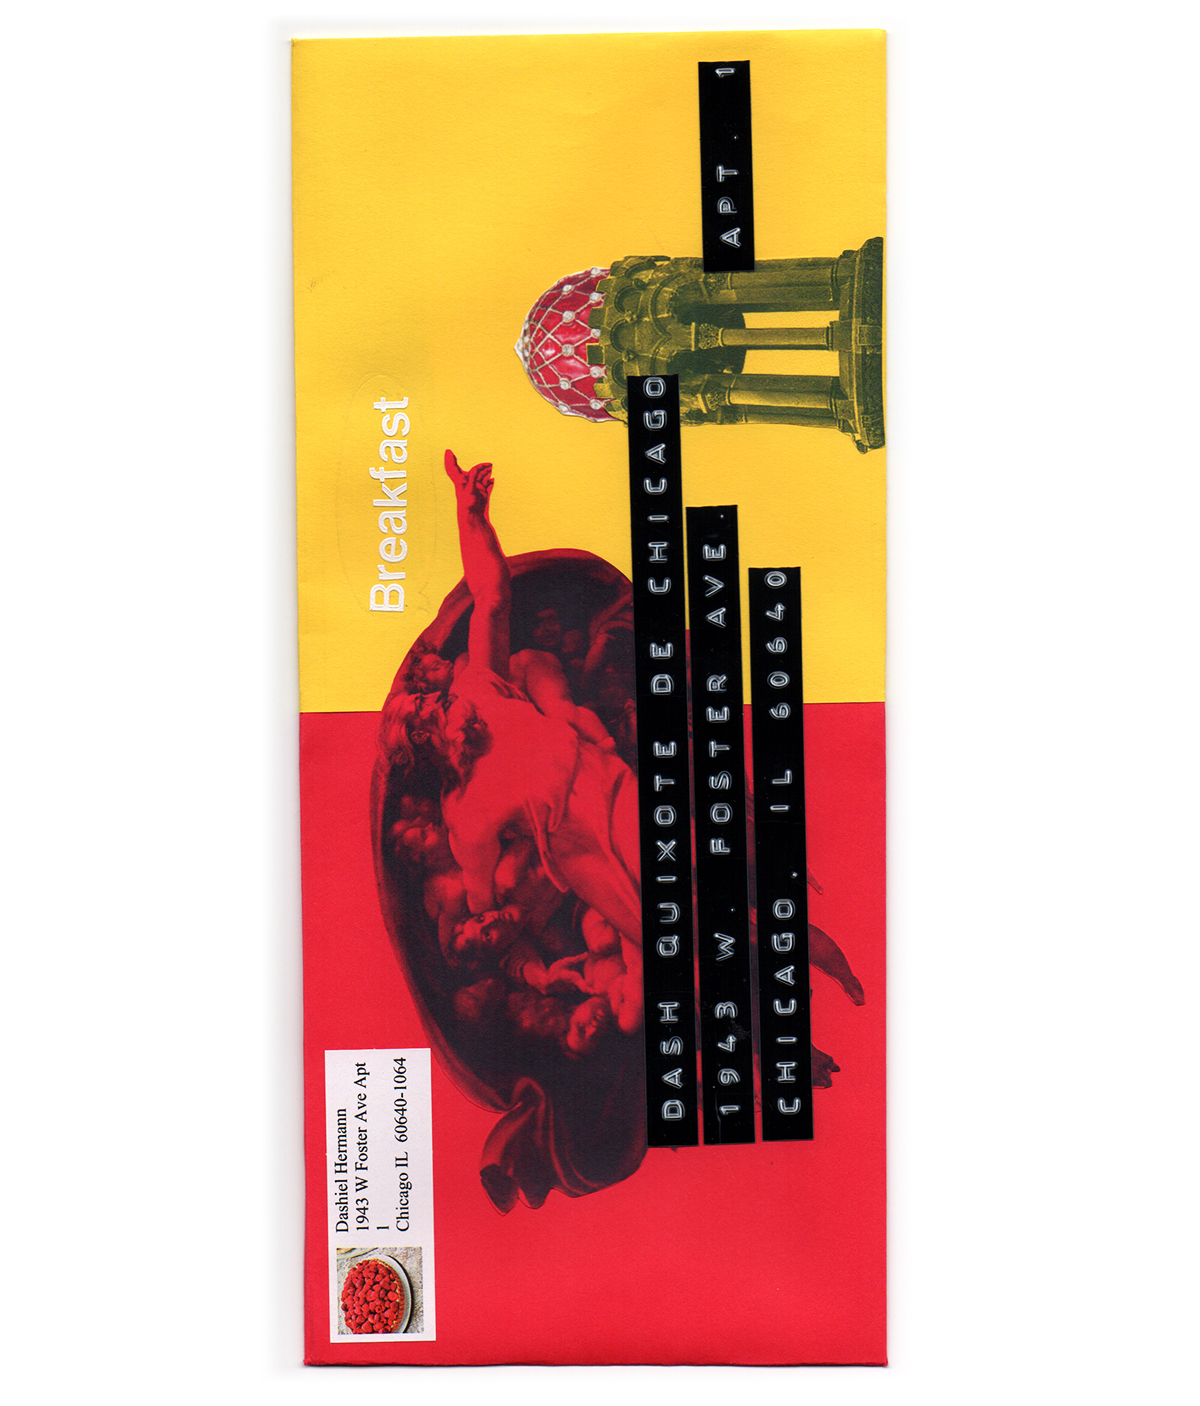 Dashiel Hermann
1943 W Foster Ave Apt
1
Chicago IL 60640-1064
Breakfast
DASH QUIXOTE DE CHICAGO
1943 W. FOSTER AVE.
APT. 1
CHICAGO, IL 60640